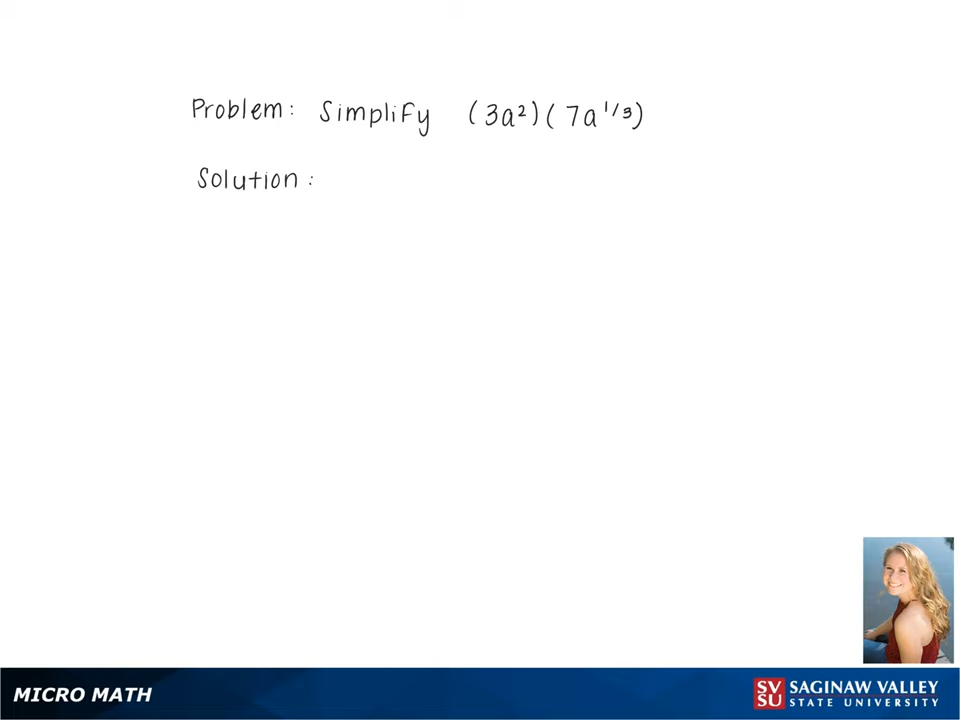 Problem: Simplify (3a²)(7a^1/3)
Solution:
MICRO MATH
SV SU SAGINAW VALLEY STATE UNIVERSITY